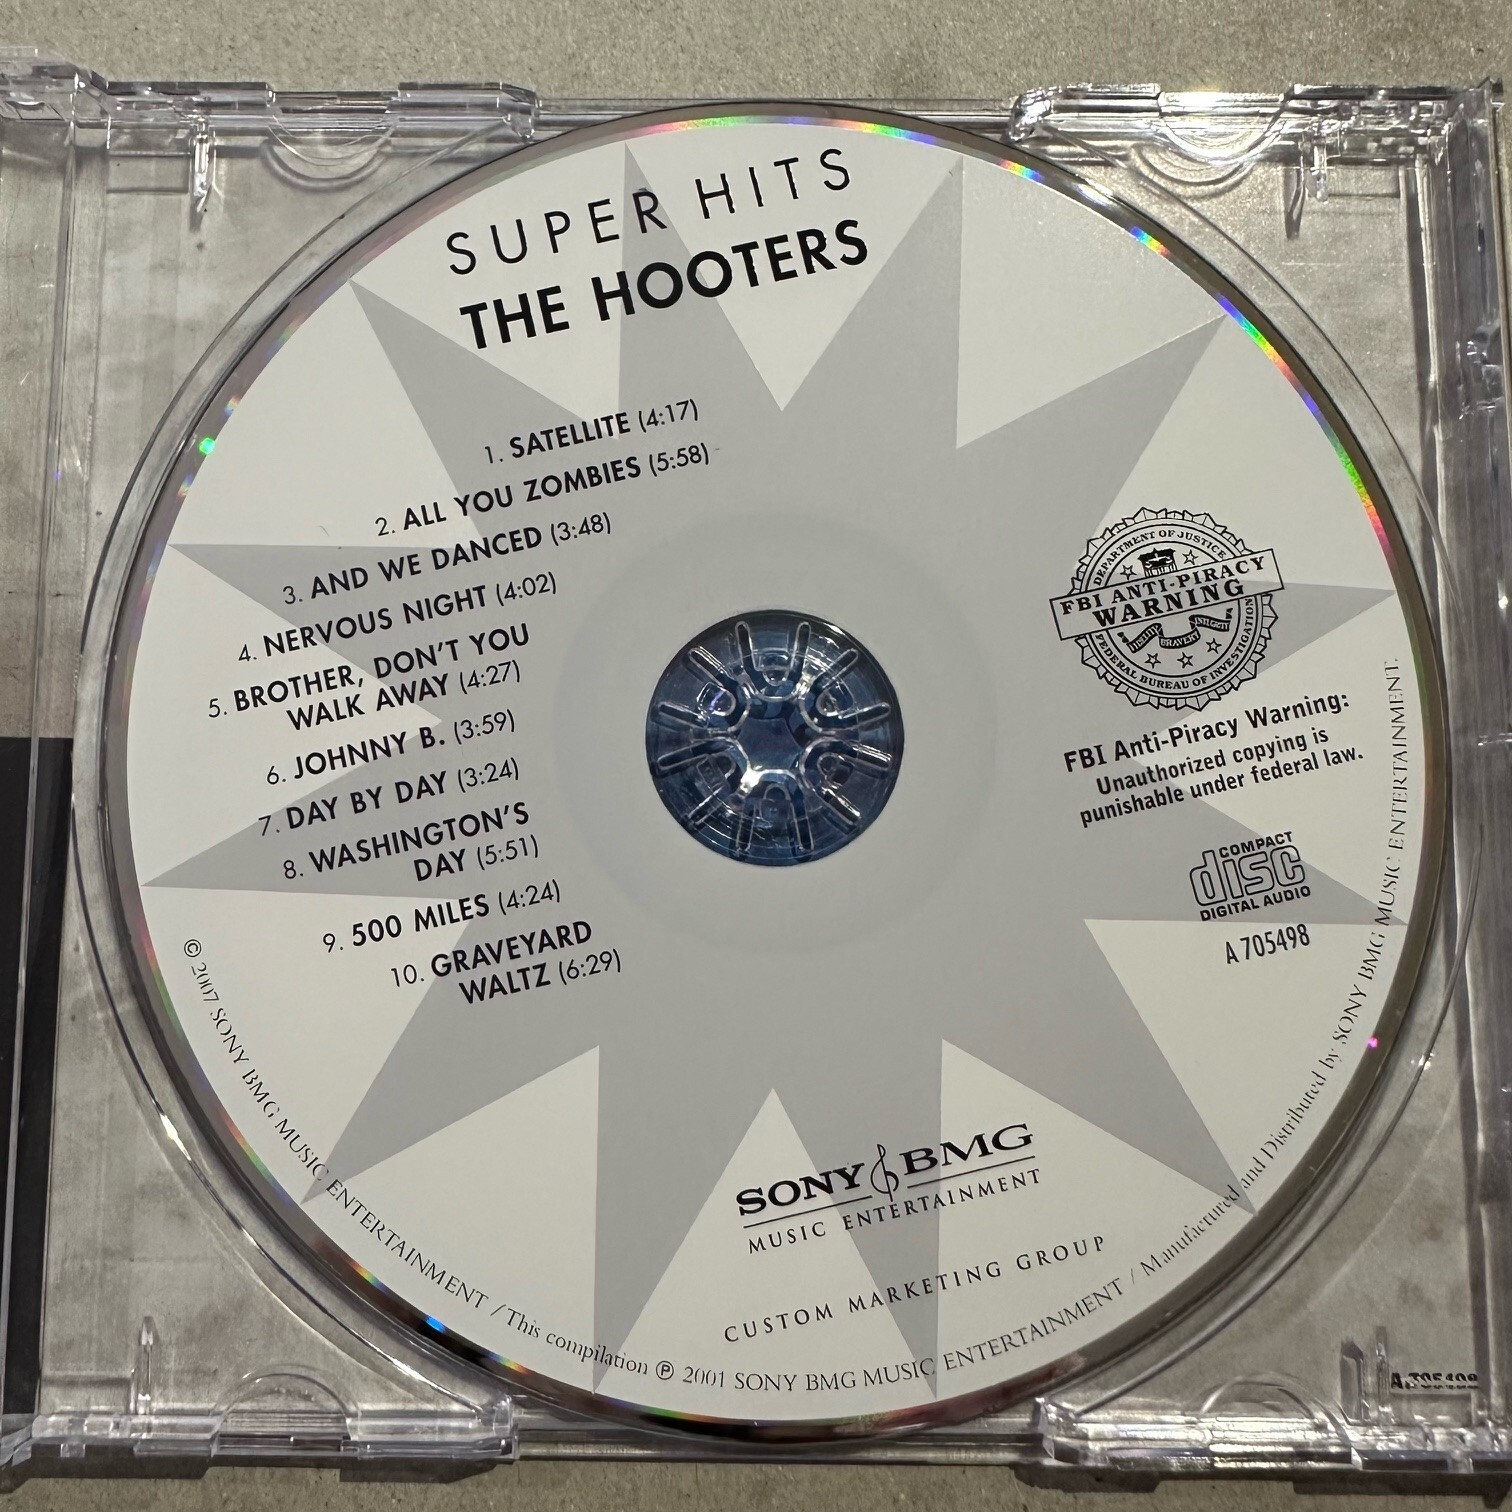 SUPER HITS
THE HOOTERS
1. SATELLITE (4:17)
2. ALL YOU ZOMBIES (5:58)
3. AND WE DANCED (3:48)
4. NERVOUS NIGHT (4:02)
5. BROTHER, DON'T YOU
WALK AWAY (4:27)
6. JOHNNY B. (3:59)
7. DAY BY DAY (3:24)
8. WASHINGTON'S
DAY (5:51)
9. 500 MILES (4:24)
10. GRAVEYARD
WALTZ (6:29)
DEPARTMENT OF JUSTICE
FBI ANTI-PIRACY
WARNING
FIDELITY BRAVERY INTEGRITY
FEDERAL BUREAU OF INVESTIGATION
FBI Anti-Piracy Warning:
Unauthorized copying is
punishable under federal law.
COMPACT
disc
DIGITAL AUDIO
A 705498
SONY BMG
MUSIC ENTERTAINMENT
CUSTOM MARKETING GROUP
© 2007 SONY BMG MUSIC ENTERTAINMENT / This compilation ℗ 2001 SONY BMG MUSIC ENTERTAINMENT / Manufactured and Distributed by SONY BMG MUSIC ENTERTAINMENT.
A 705498